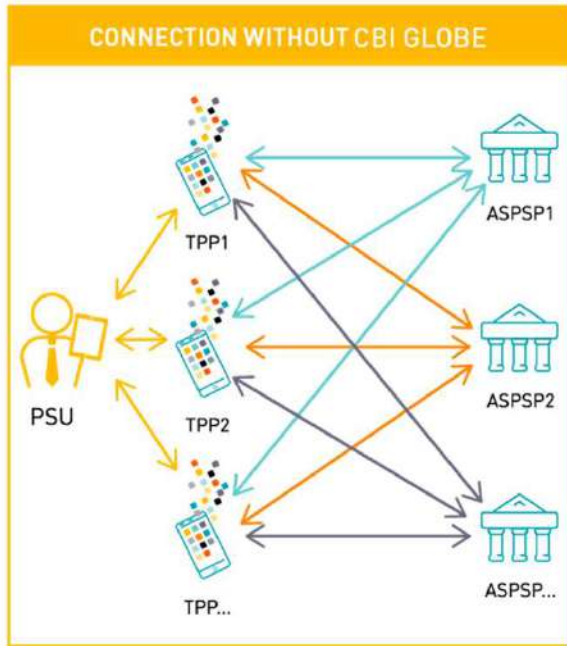 CONNECTION WITHOUT CBI GLOBE
TPP1
ASPSP1
PSU
TPP2
ASPSP2
TPP...
ASPSP...